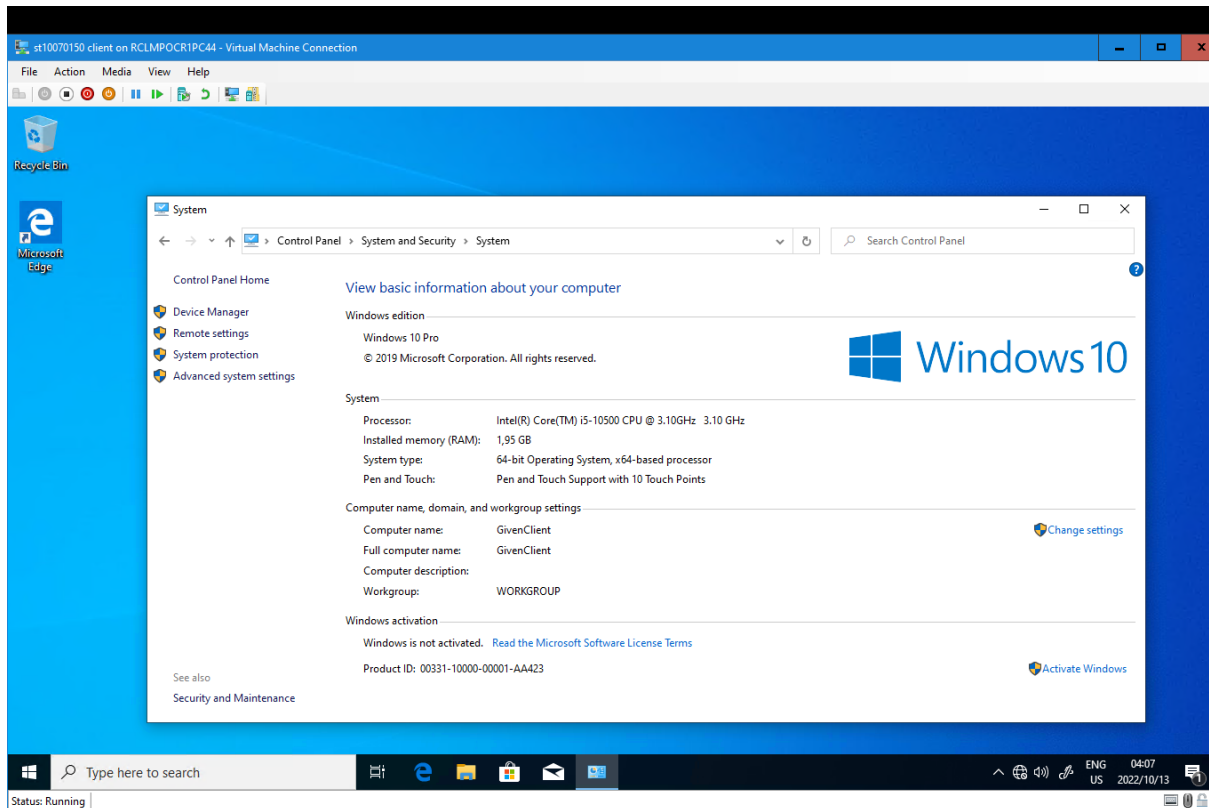 st10070150 client on RCLMPOCR1PC44 - Virtual Machine Connection
File Action Media View Help
Recycle Bin
Microsoft
Edge
System
Control Panel › System and Security › System
Search Control Panel
Control Panel Home
Device Manager
Remote settings
System protection
Advanced system settings
See also
Security and Maintenance
View basic information about your computer
Windows edition
Windows 10 Pro
© 2019 Microsoft Corporation. All rights reserved.
Windows 10
System
Processor: Intel(R) Core(TM) i5-10500 CPU @ 3.10GHz 3.10 GHz
Installed memory (RAM): 1,95 GB
System type: 64-bit Operating System, x64-based processor
Pen and Touch: Pen and Touch Support with 10 Touch Points
Computer name, domain, and workgroup settings
Computer name: GivenClient
Change settings
Full computer name: GivenClient
Computer description:
Workgroup: WORKGROUP
Windows activation
Windows is not activated. Read the Microsoft Software License Terms
Product ID: 00331-10000-00001-AA423
Activate Windows
Type here to search
ENG 04:07
US 2022/10/13
1
Status: Running